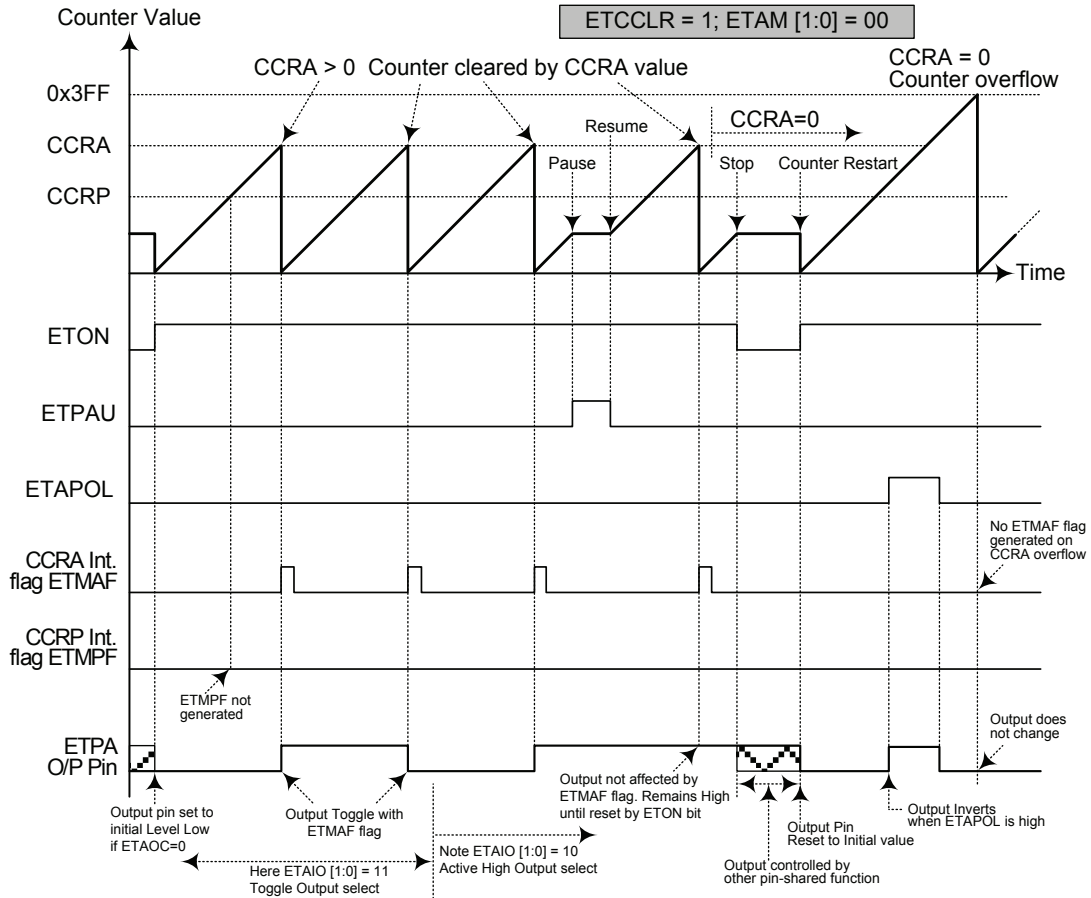 Counter Value
ETCCLR = 1; ETAM [1:0] = 00
CCRA > 0 Counter cleared by CCRA value
CCRA = 0
Counter overflow
0x3FF
Resume
CCRA=0
CCRA
Pause
Stop
Counter Restart
CCRP
Time
ETON
ETPAU
ETAPOL
No ETMAF flag
generated on
CCRA overflow
CCRA Int.
flag ETMAF
CCRP Int.
flag ETMPF
ETMPF not
generated
Output does
not change
ETPA
O/P Pin
Output pin set to
initial Level Low
if ETAOC=0
Output Toggle with
ETMAF flag
Output not affected by
ETMAF flag. Remains High
until reset by ETON bit
Output Inverts
when ETAPOL is high
Output Pin
Reset to Initial value
Here ETAIO [1:0] = 11
Toggle Output select
Note ETAIO [1:0] = 10
Active High Output select
Output controlled by
other pin-shared function